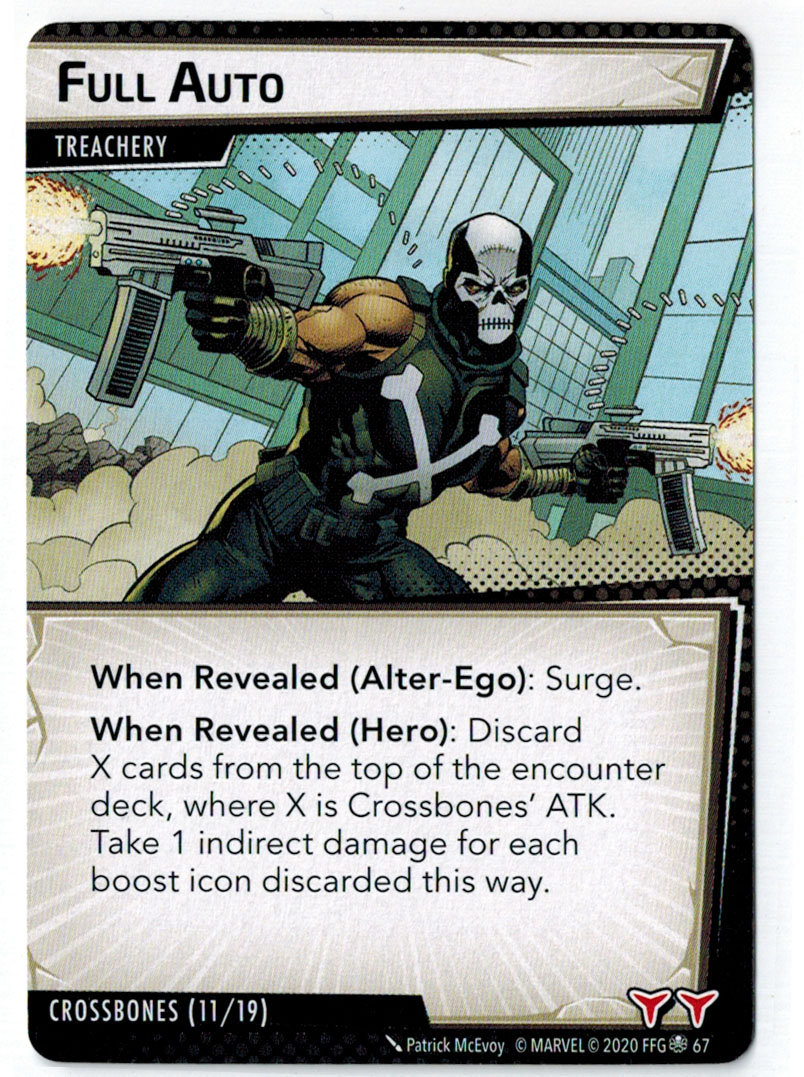 FULL AUTO
TREACHERY
When Revealed (Alter-Ego): Surge.
When Revealed (Hero): Discard
X cards from the top of the encounter
deck, where X is Crossbones' ATK.
Take 1 indirect damage for each
boost icon discarded this way.
CROSSBONES (11/19)
Patrick McEvoy © MARVEL © 2020 FFG 67